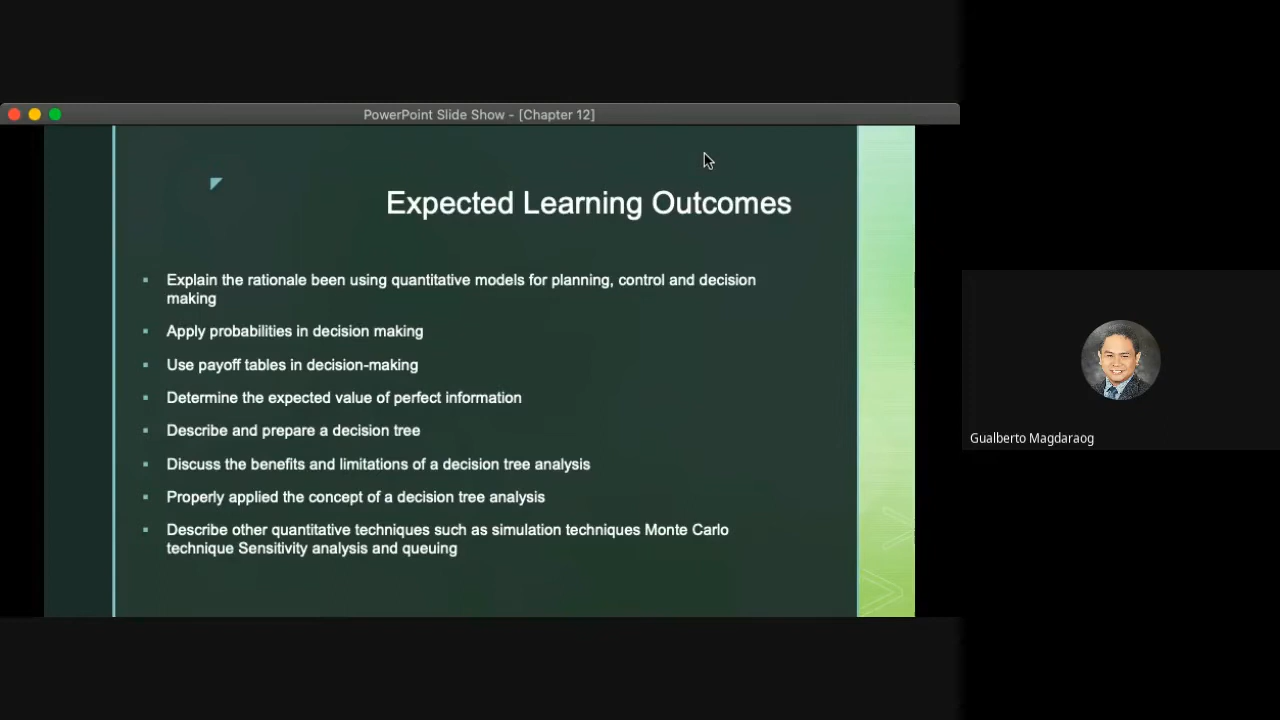 PowerPoint Slide Show - [Chapter 12]
Expected Learning Outcomes
▪ Explain the rationale been using quantitative models for planning, control and decision
making
▪ Apply probabilities in decision making
▪ Use payoff tables in decision-making
▪ Determine the expected value of perfect information
▪ Describe and prepare a decision tree
▪ Discuss the benefits and limitations of a decision tree analysis
▪ Properly applied the concept of a decision tree analysis
▪ Describe other quantitative techniques such as simulation techniques Monte Carlo
technique Sensitivity analysis and queuing
Gualberto Magdaraog